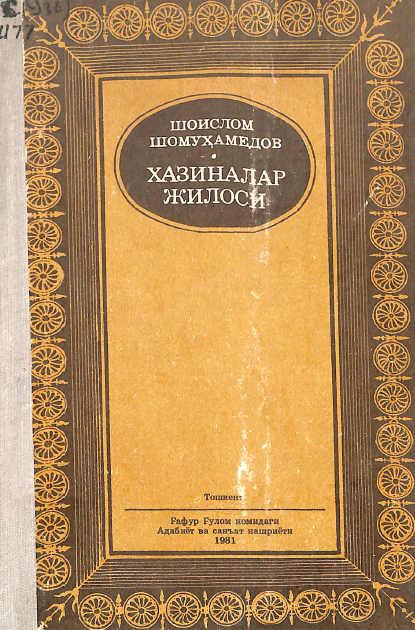 ШОИСЛОМ
ШОМУҲАМЕДОВ
ХАЗИНАЛАР
ЖИЛОСИ
Тошкент
Ғафур Ғулом номидаги
Адабиёт ва санъат нашриёти
1981